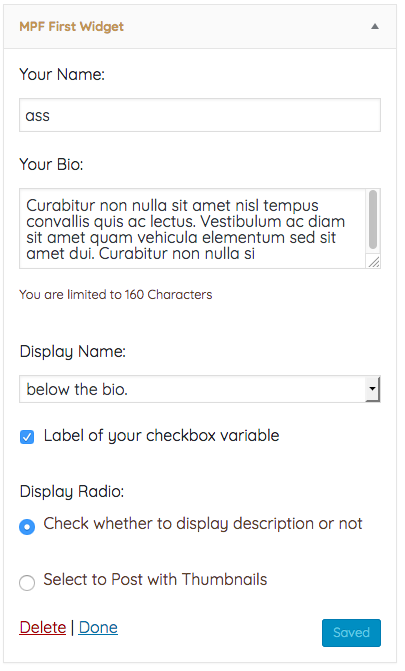 MPF First Widget
Your Name:
ass
Your Bio:
Curabitur non nulla sit amet nisl tempus
convallis quis ac lectus. Vestibulum ac diam
sit amet quam vehicula elementum sed sit
amet dui. Curabitur non nulla si
You are limited to 160 Characters
Display Name:
below the bio.
Label of your checkbox variable
Display Radio:
Check whether to display description or not
Select to Post with Thumbnails
Delete | Done
Saved